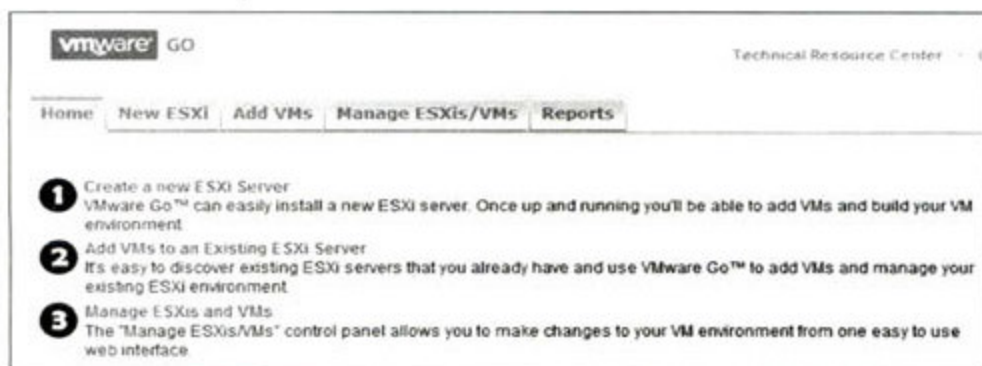 vmware GO
Technical Resource Center
Home New ESXi Add VMs Manage ESXis/VMs Reports
1 Create a new ESXi Server
VMware Go™ can easily install a new ESXi server. Once up and running you'll be able to add VMs and build your VM
environment
2 Add VMs to an Existing ESXi Server
It's easy to discover existing ESXi servers that you already have and use VMware Go™ to add VMs and manage your
existing ESXi environment
3 Manage ESXis and VMs
The "Manage ESXis/VMs" control panel allows you to make changes to your VM environment from one easy to use
web interface